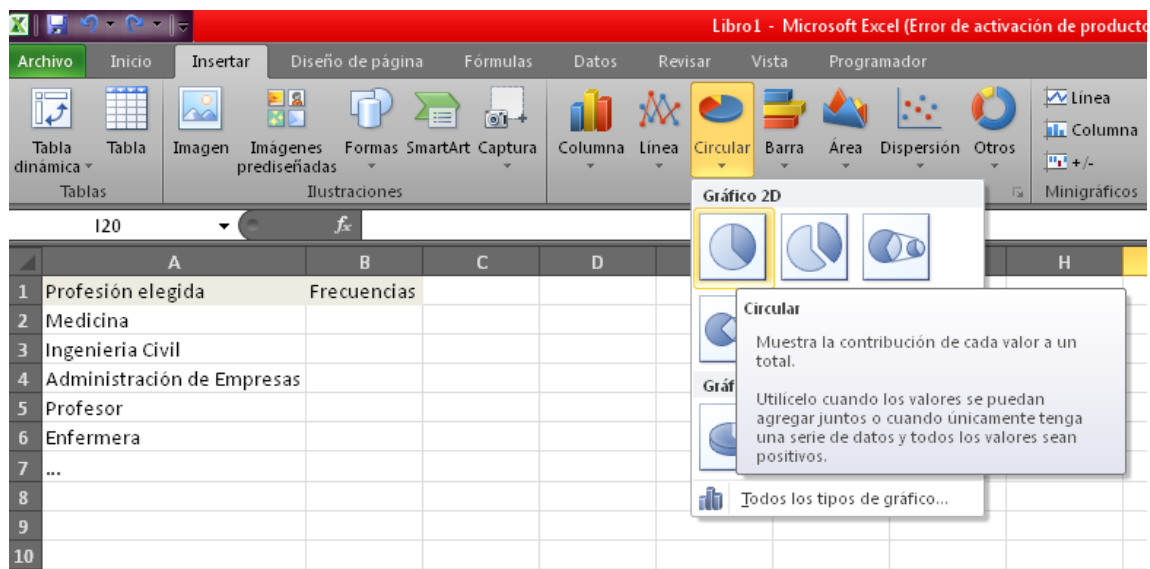 Libro1 - Microsoft Excel (Error de activación de producto
Archivo Inicio Insertar Diseño de página Fórmulas Datos Revisar Vista Programador
Tabla dinámica
Tabla
Imagen
Imágenes prediseñadas
Formas
SmartArt
Captura
Columna
Línea
Circular
Barra
Área
Dispersión
Otros
Línea
Columna
+/-
Tablas
Ilustraciones
Minigráficos
I20
fx
A B C D H
1 Profesión elegida Frecuencias
2 Medicina
3 Ingenieria Civil
4 Administración de Empresas
5 Profesor
6 Enfermera
7 ...
8
9
10
Gráfico 2D
Circular
Muestra la contribución de cada valor a un
total.
Utilícelo cuando los valores se puedan
agregar juntos o cuando únicamente tenga
una serie de datos y todos los valores sean
positivos.
Gráf
Todos los tipos de gráfico...